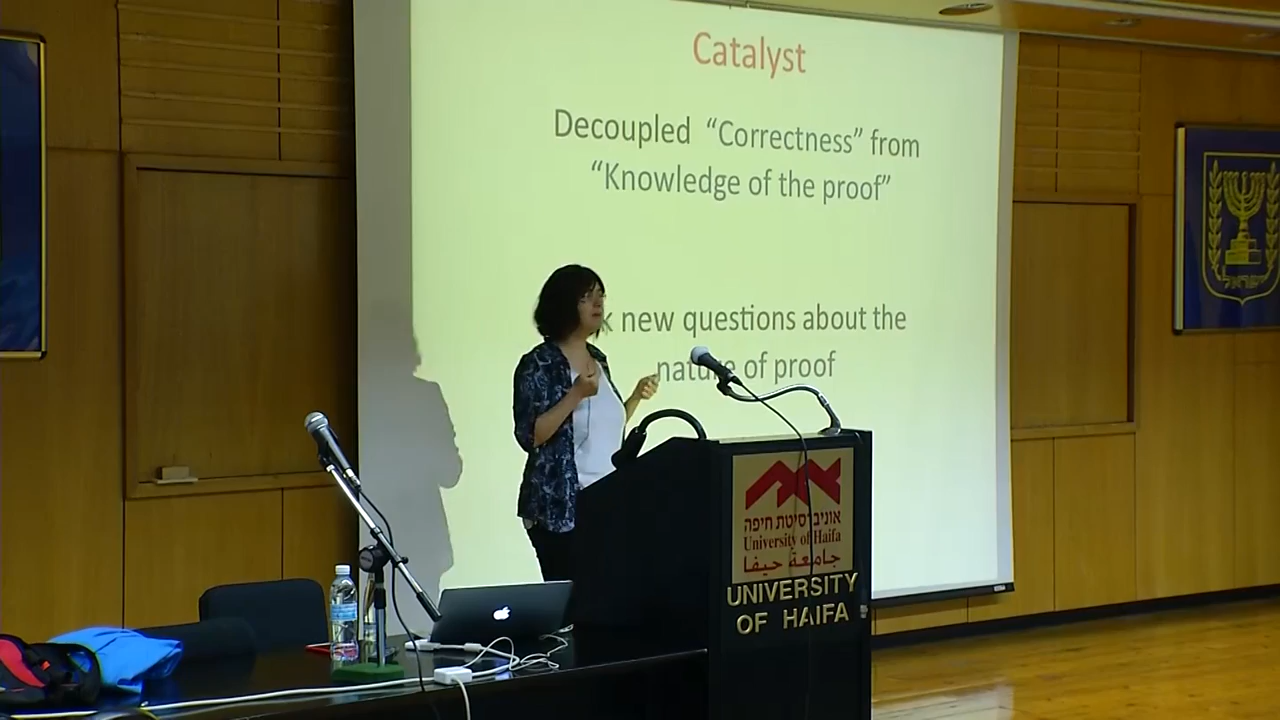 Catalyst
Decoupled “Correctness” from
“Knowledge of the proof”
k new questions about the
nature of proof
ישראל
אוניברסיטת חיפה
University of Haifa
جامعة حيفا
UNIVERSITY
OF HAIFA